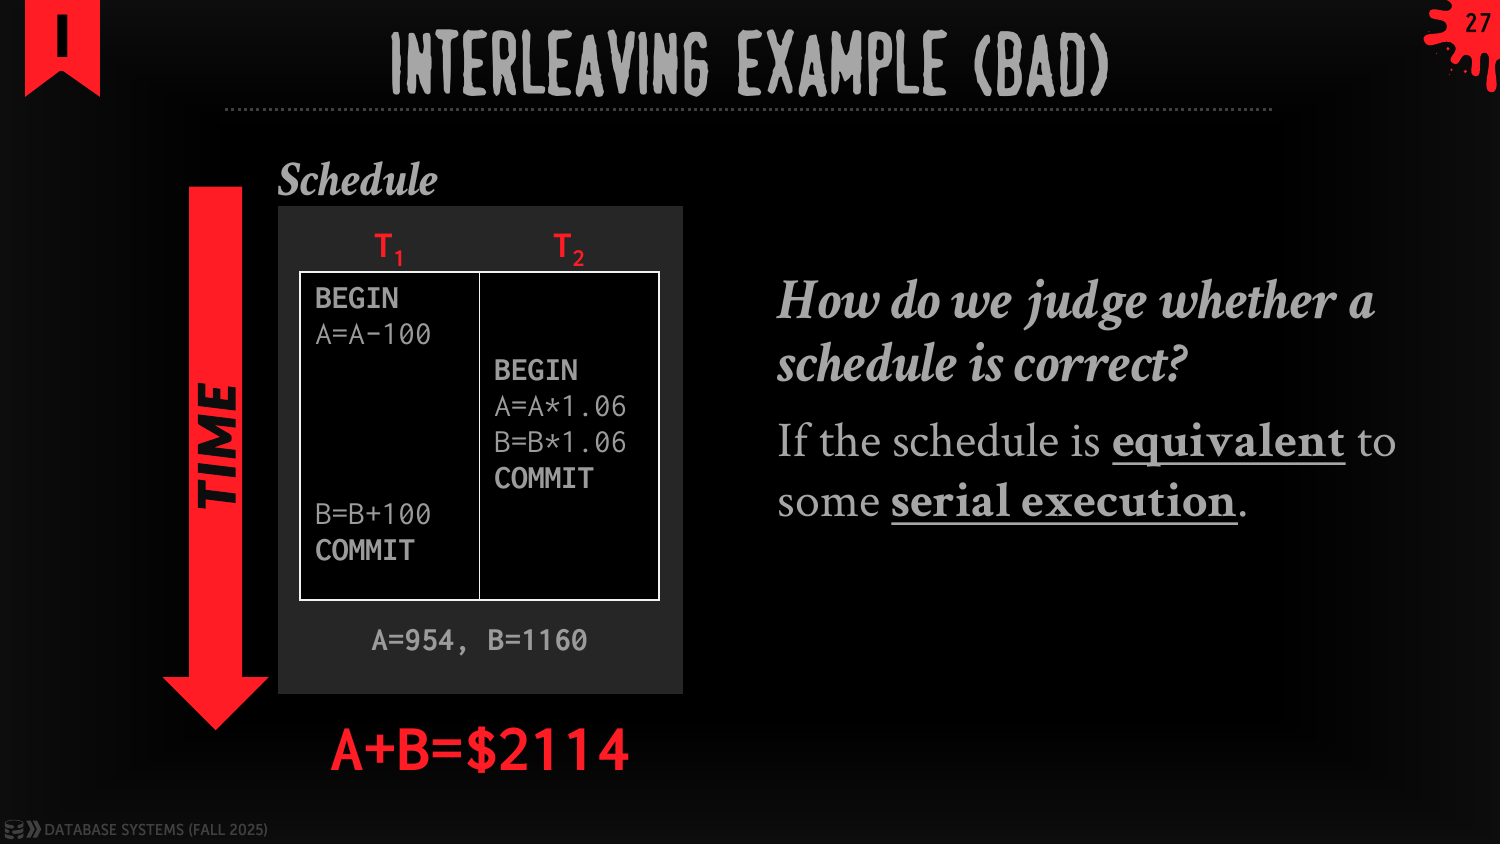 I
27
INTERLEAVING EXAMPLE (BAD)
Schedule
TIME
T1 T2
BEGIN
A=A-100
BEGIN
A=A*1.06
B=B*1.06
COMMIT
B=B+100
COMMIT
A=954, B=1160
A+B=$2114
How do we judge whether a
schedule is correct?
If the schedule is equivalent to
some serial execution.
DATABASE SYSTEMS (FALL 2025)